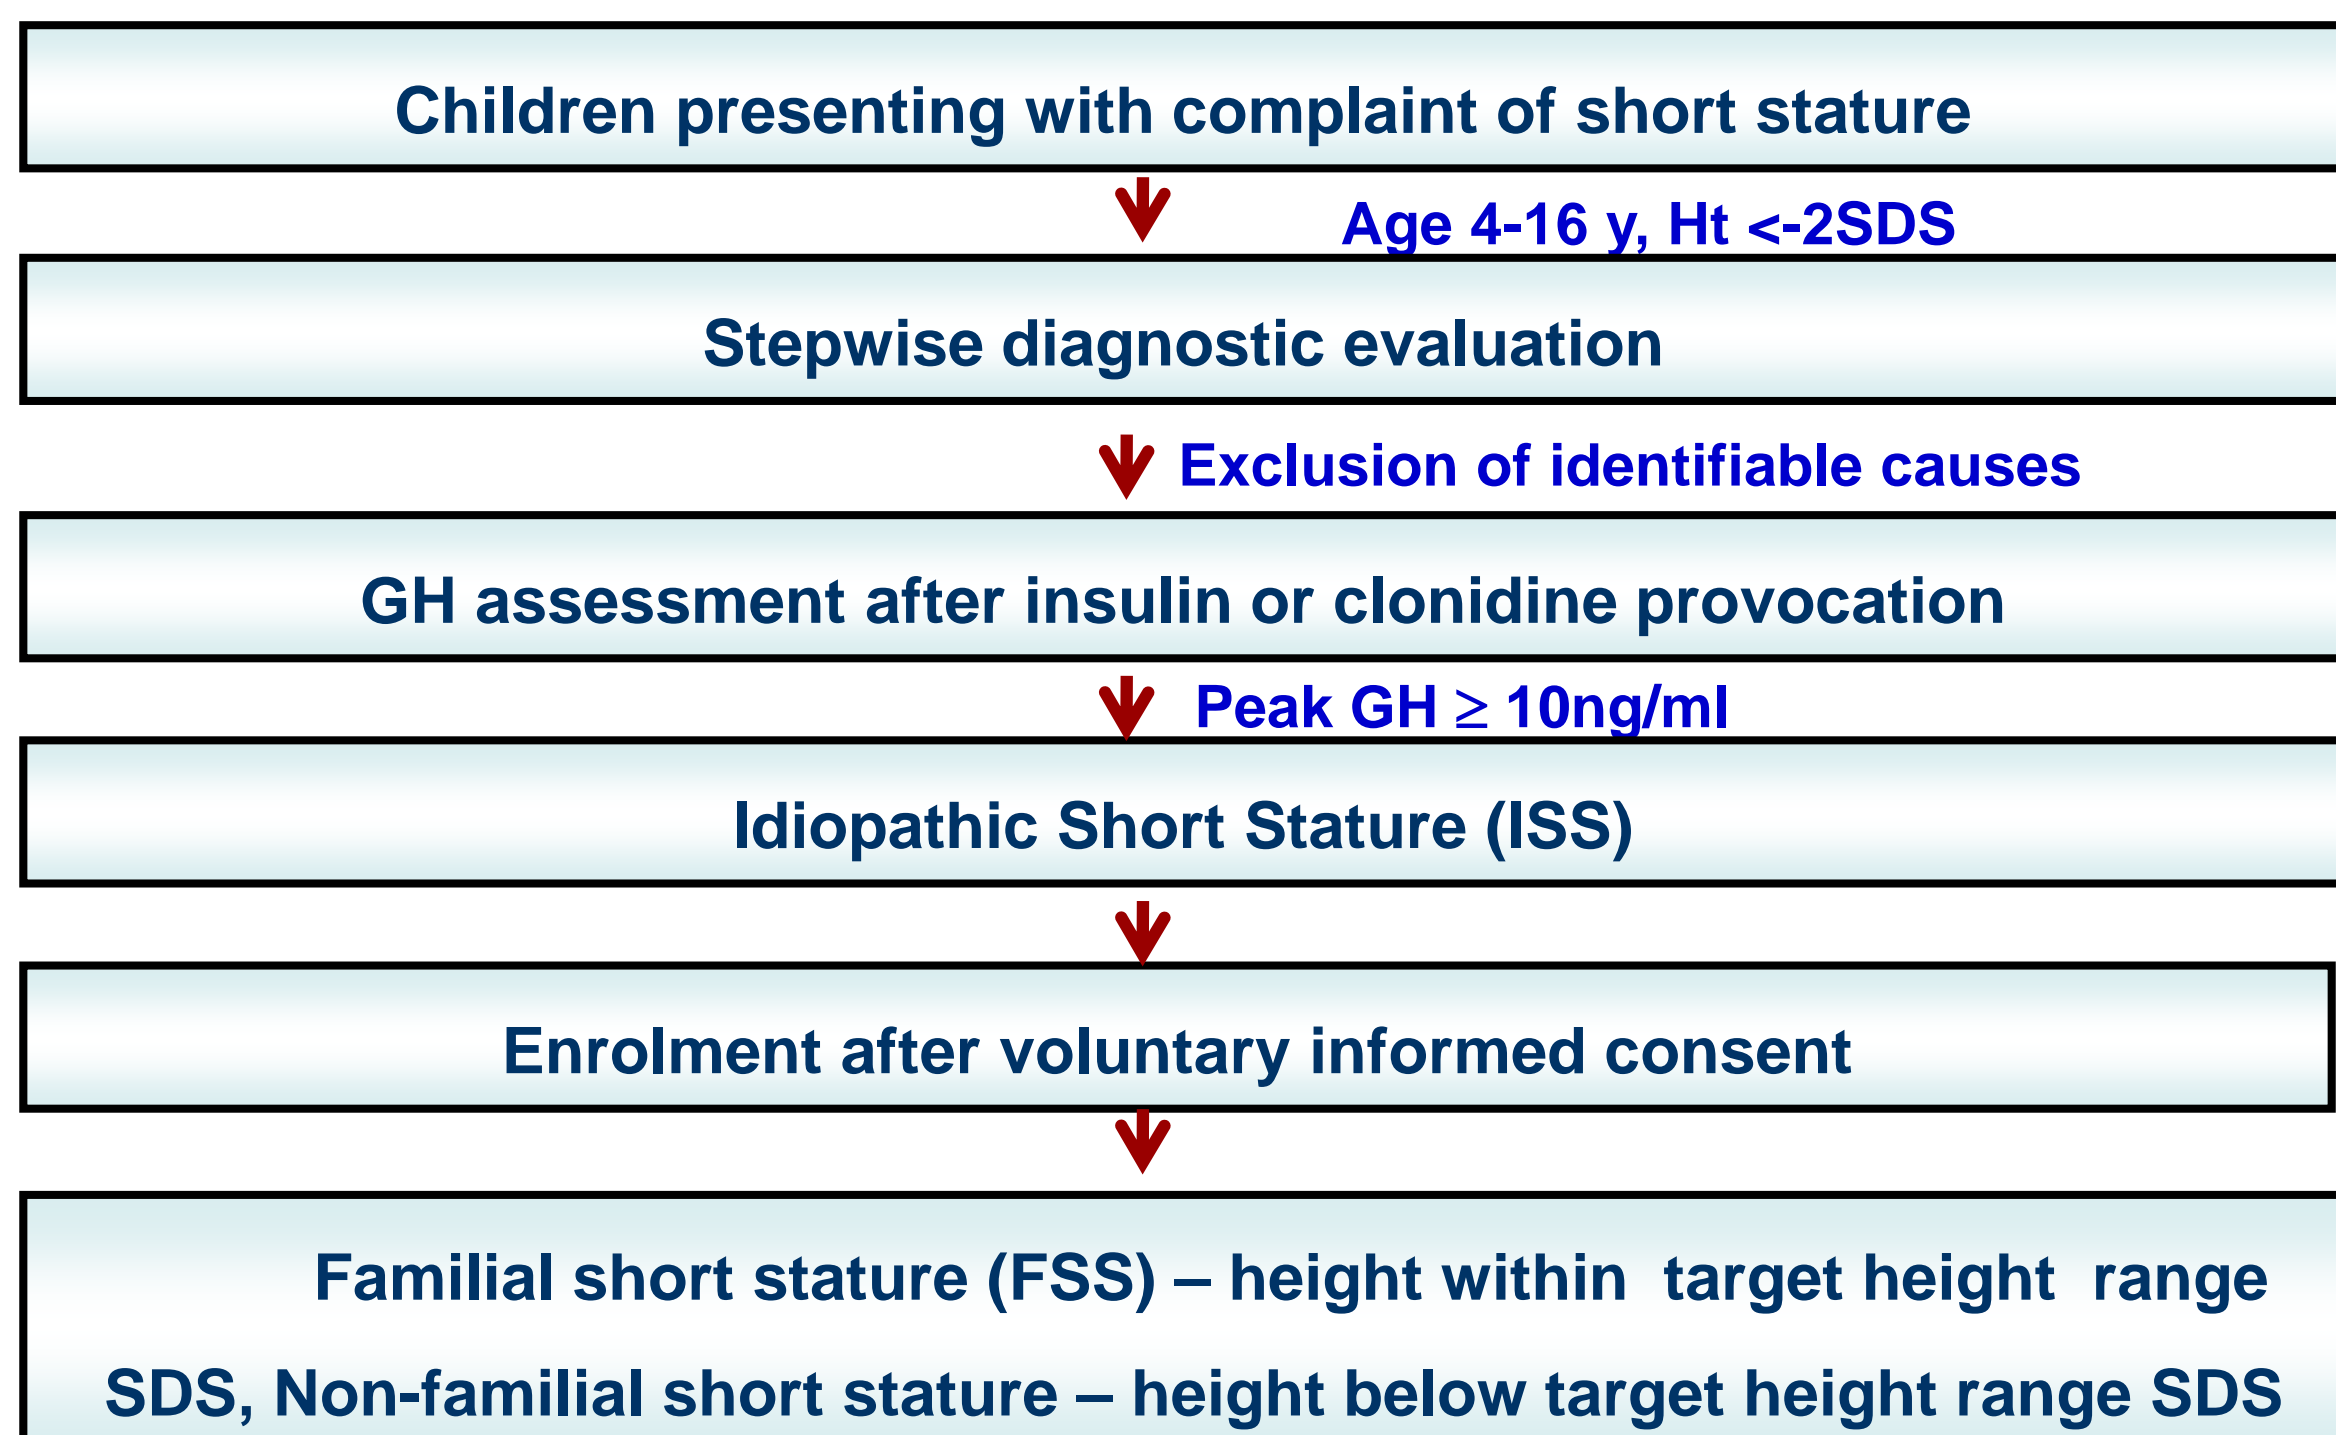 Children presenting with complaint of short stature
Age 4-16 y, Ht <-2SDS
Stepwise diagnostic evaluation
Exclusion of identifiable causes
GH assessment after insulin or clonidine provocation
Peak GH ≥ 10ng/ml
Idiopathic Short Stature (ISS)
Enrolment after voluntary informed consent
Familial short stature (FSS) – height within target height range
SDS, Non-familial short stature – height below target height range SDS